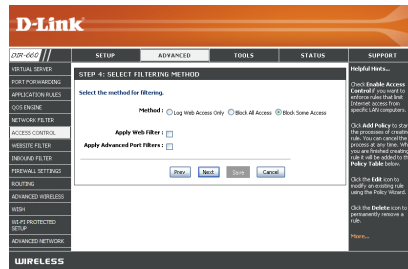 D-Link
DIR-660
SETUP
ADVANCED
TOOLS
STATUS
SUPPORT
VIRTUAL SERVER
PORT FORWARDING
APPLICATION RULES
QOS ENGINE
NETWORK FILTER
ACCESS CONTROL
WEBSITE FILTER
INBOUND FILTER
FIREWALL SETTINGS
ROUTING
ADVANCED WIRELESS
WISH
WI-FI PROTECTED
SETUP
ADVANCED NETWORK
STEP 4: SELECT FILTERING METHOD
Select the method for filtering.
Method : Log Web Access Only Block All Access Block Some Access
Apply Web Filter :
Apply Advanced Port Filters :
Prev Next Save Cancel
Helpful Hints...
Check Enable Access
Control if you want to
enforce rules that limit
Internet access from
specific LAN computers.
Click Add Policy to star
the processes of creatin
rule. You can cancel the
process at any time. Wh
you are finished creating
rule it will be added to th
Policy Table below.
Click the Edit icon to
modify an existing rule
using the Policy Wizard.
Click the Delete icon to
permanently remove a
rule.
More...
WIRELESS